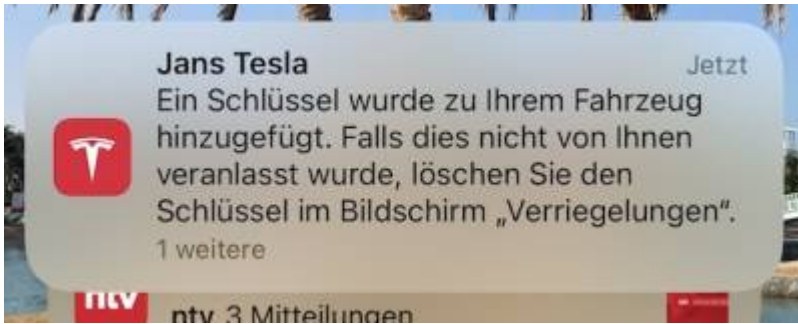 Jans Tesla
Jetzt
Ein Schlüssel wurde zu Ihrem Fahrzeug
hinzugefügt. Falls dies nicht von Ihnen
veranlasst wurde, löschen Sie den
Schlüssel im Bildschirm „Verriegelungen“.
1 weitere
ntv
ntv 3 Mitteilungen